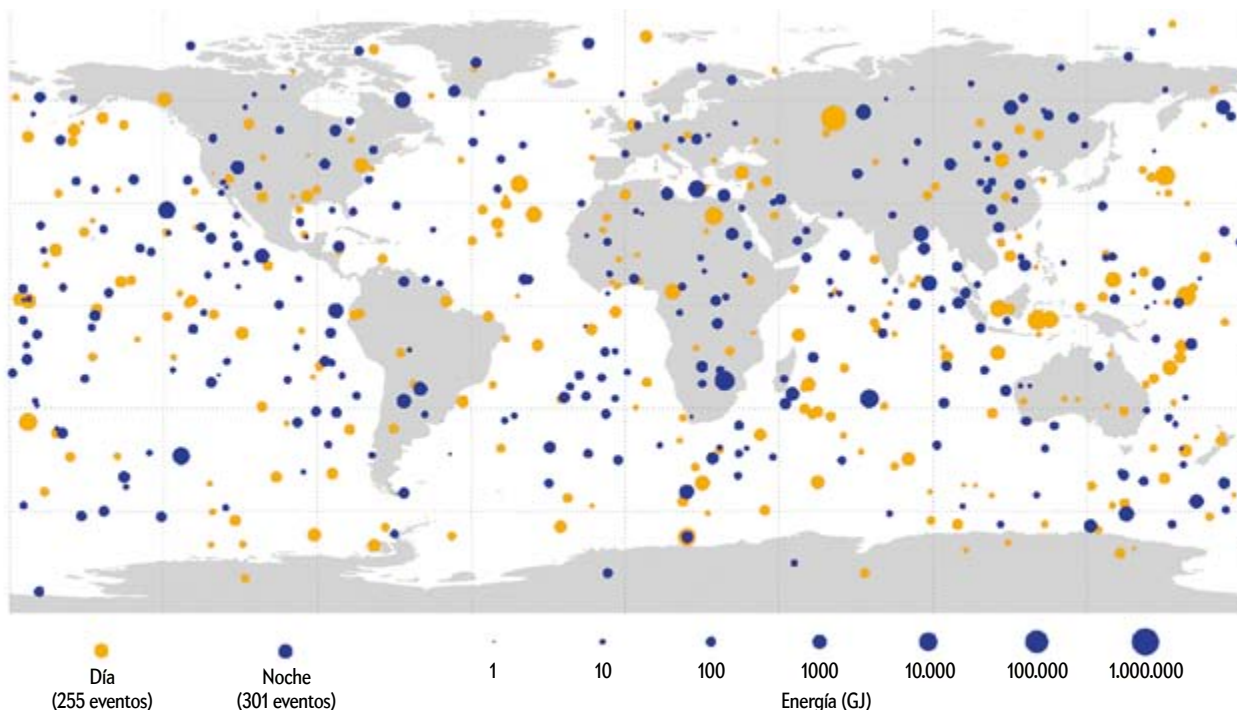 Día
(255 eventos)
Noche
(301 eventos)
1
10
100
1000
10.000
100.000
1.000.000
Energía (GJ)